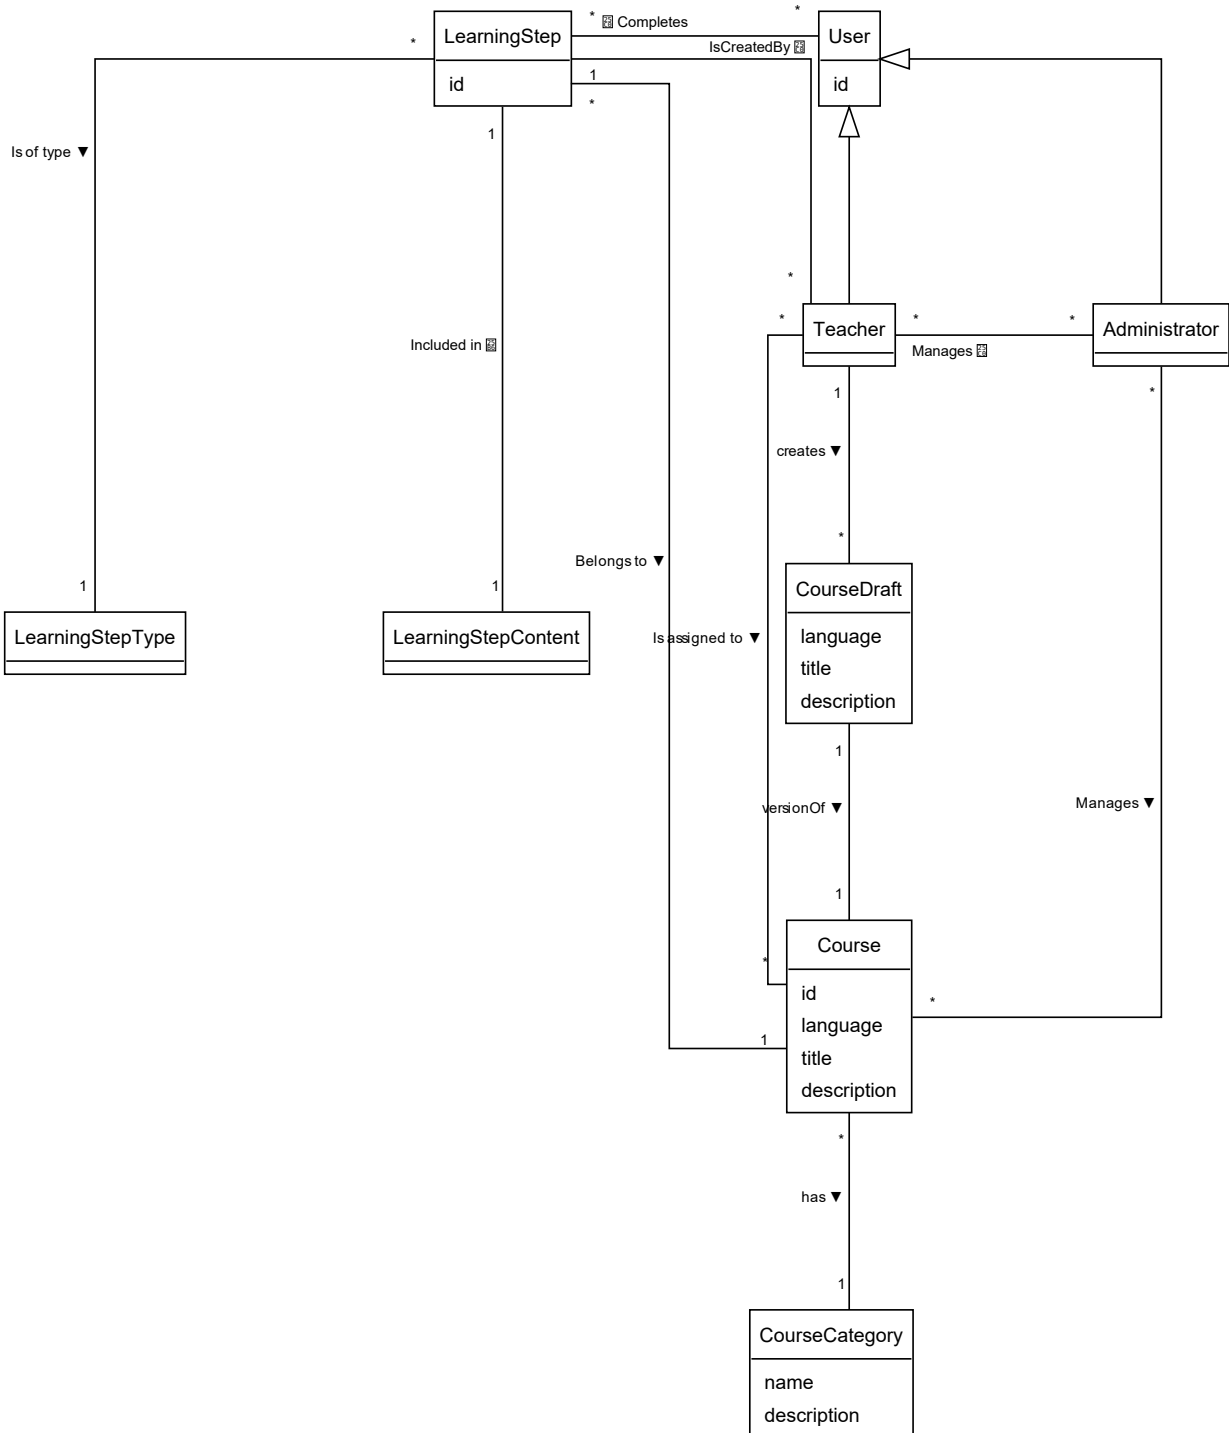 * Completes *
LearningStep
User
* IsCreatedBy
id
1
id
*
1
Is of type ▼
*
* Teacher * Manages * Administrator
Included in
1
*
creates ▼
*
Belongs to ▼
1
1
CourseDraft
LearningStepType
LearningStepContent
Is assigned to ▼
language
title
description
1
versionOf ▼
Manages ▼
1
Course
*
id
*
language
1
title
description
*
has ▼
1
CourseCategory
name
description